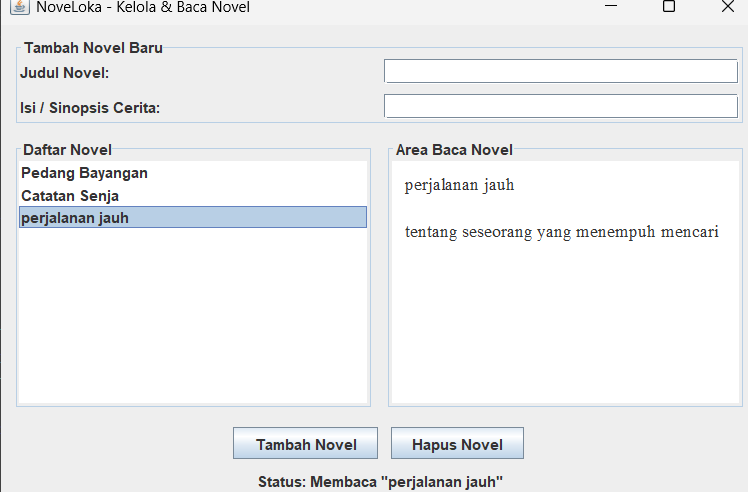 NoveLoka - Kelola & Baca Novel
Tambah Novel Baru
Judul Novel:
Isi / Sinopsis Cerita:
Daftar Novel
Pedang Bayangan
Catatan Senja
perjalanan jauh
Area Baca Novel
perjalanan jauh
tentang seseorang yang menempuh mencari
Tambah Novel
Hapus Novel
Status: Membaca "perjalanan jauh"